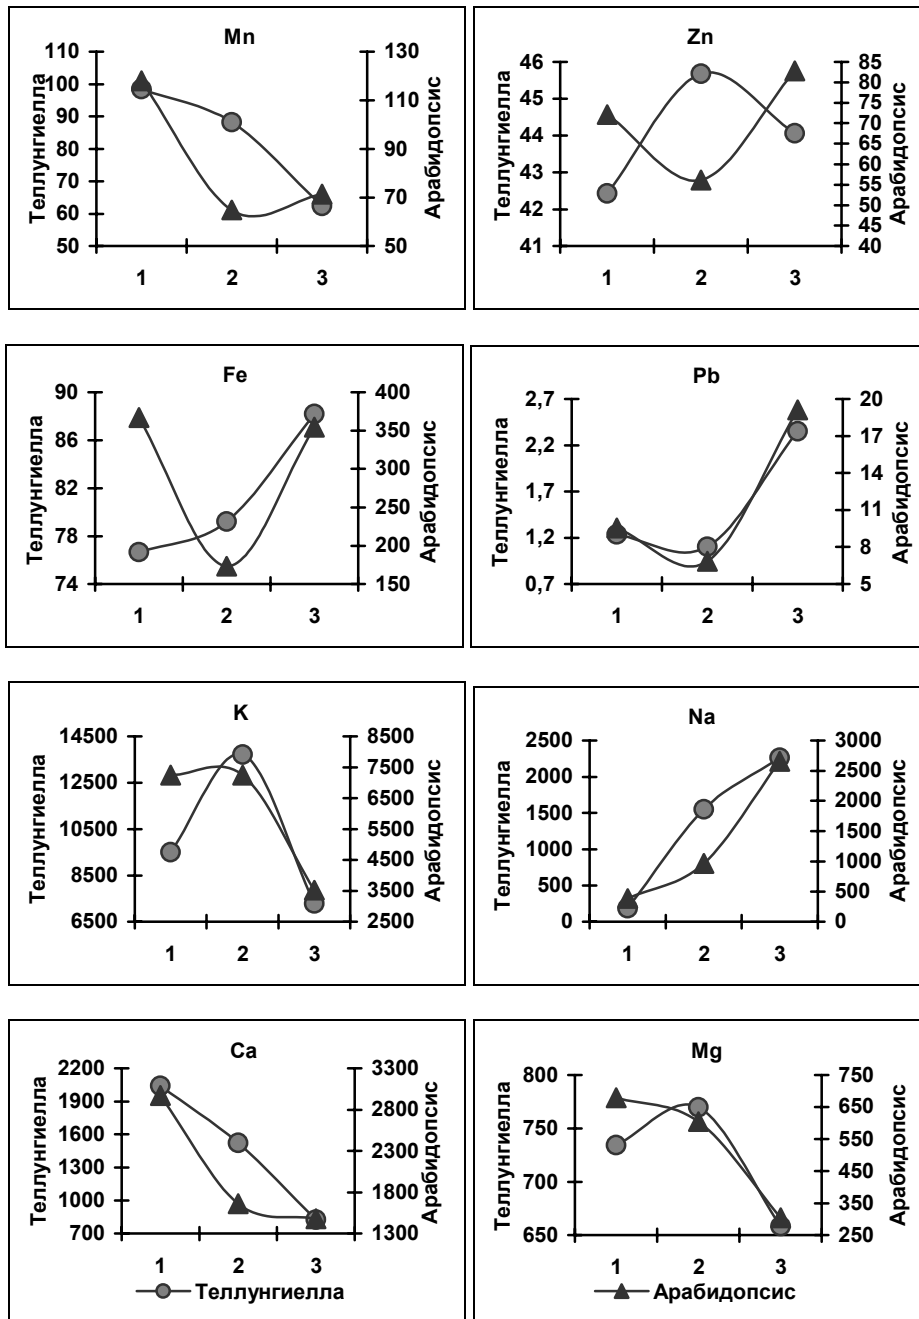 Mn
Теллунгиелла
110
100
90
80
70
60
50
130
110
90
70
50
Арабидопсис
1 2 3
Zn
Теллунгиелла
46
45
44
43
42
41
85
80
75
70
65
60
55
50
45
40
Арабидопсис
1 2 3
Fe
Теллунгиелла
90
86
82
78
74
400
350
300
250
200
150
Арабидопсис
1 2 3
Pb
Теллунгиелла
2,7
2,2
1,7
1,2
0,7
20
17
14
11
8
5
Арабидопсис
1 2 3
K
Теллунгиелла
14500
12500
10500
8500
6500
8500
7500
6500
5500
4500
3500
2500
Арабидопсис
1 2 3
Na
Теллунгиелла
2500
2000
1500
1000
500
0
3000
2500
2000
1500
1000
500
0
Арабидопсис
1 2 3
Ca
Теллунгиелла
2200
1900
1600
1300
1000
700
3300
2800
2300
1800
1300
Арабидопсис
1 2 3
Теллунгиелла
Mg
Теллунгиелла
800
750
700
650
750
650
550
450
350
250
Арабидопсис
1 2 3
Арабидопсис